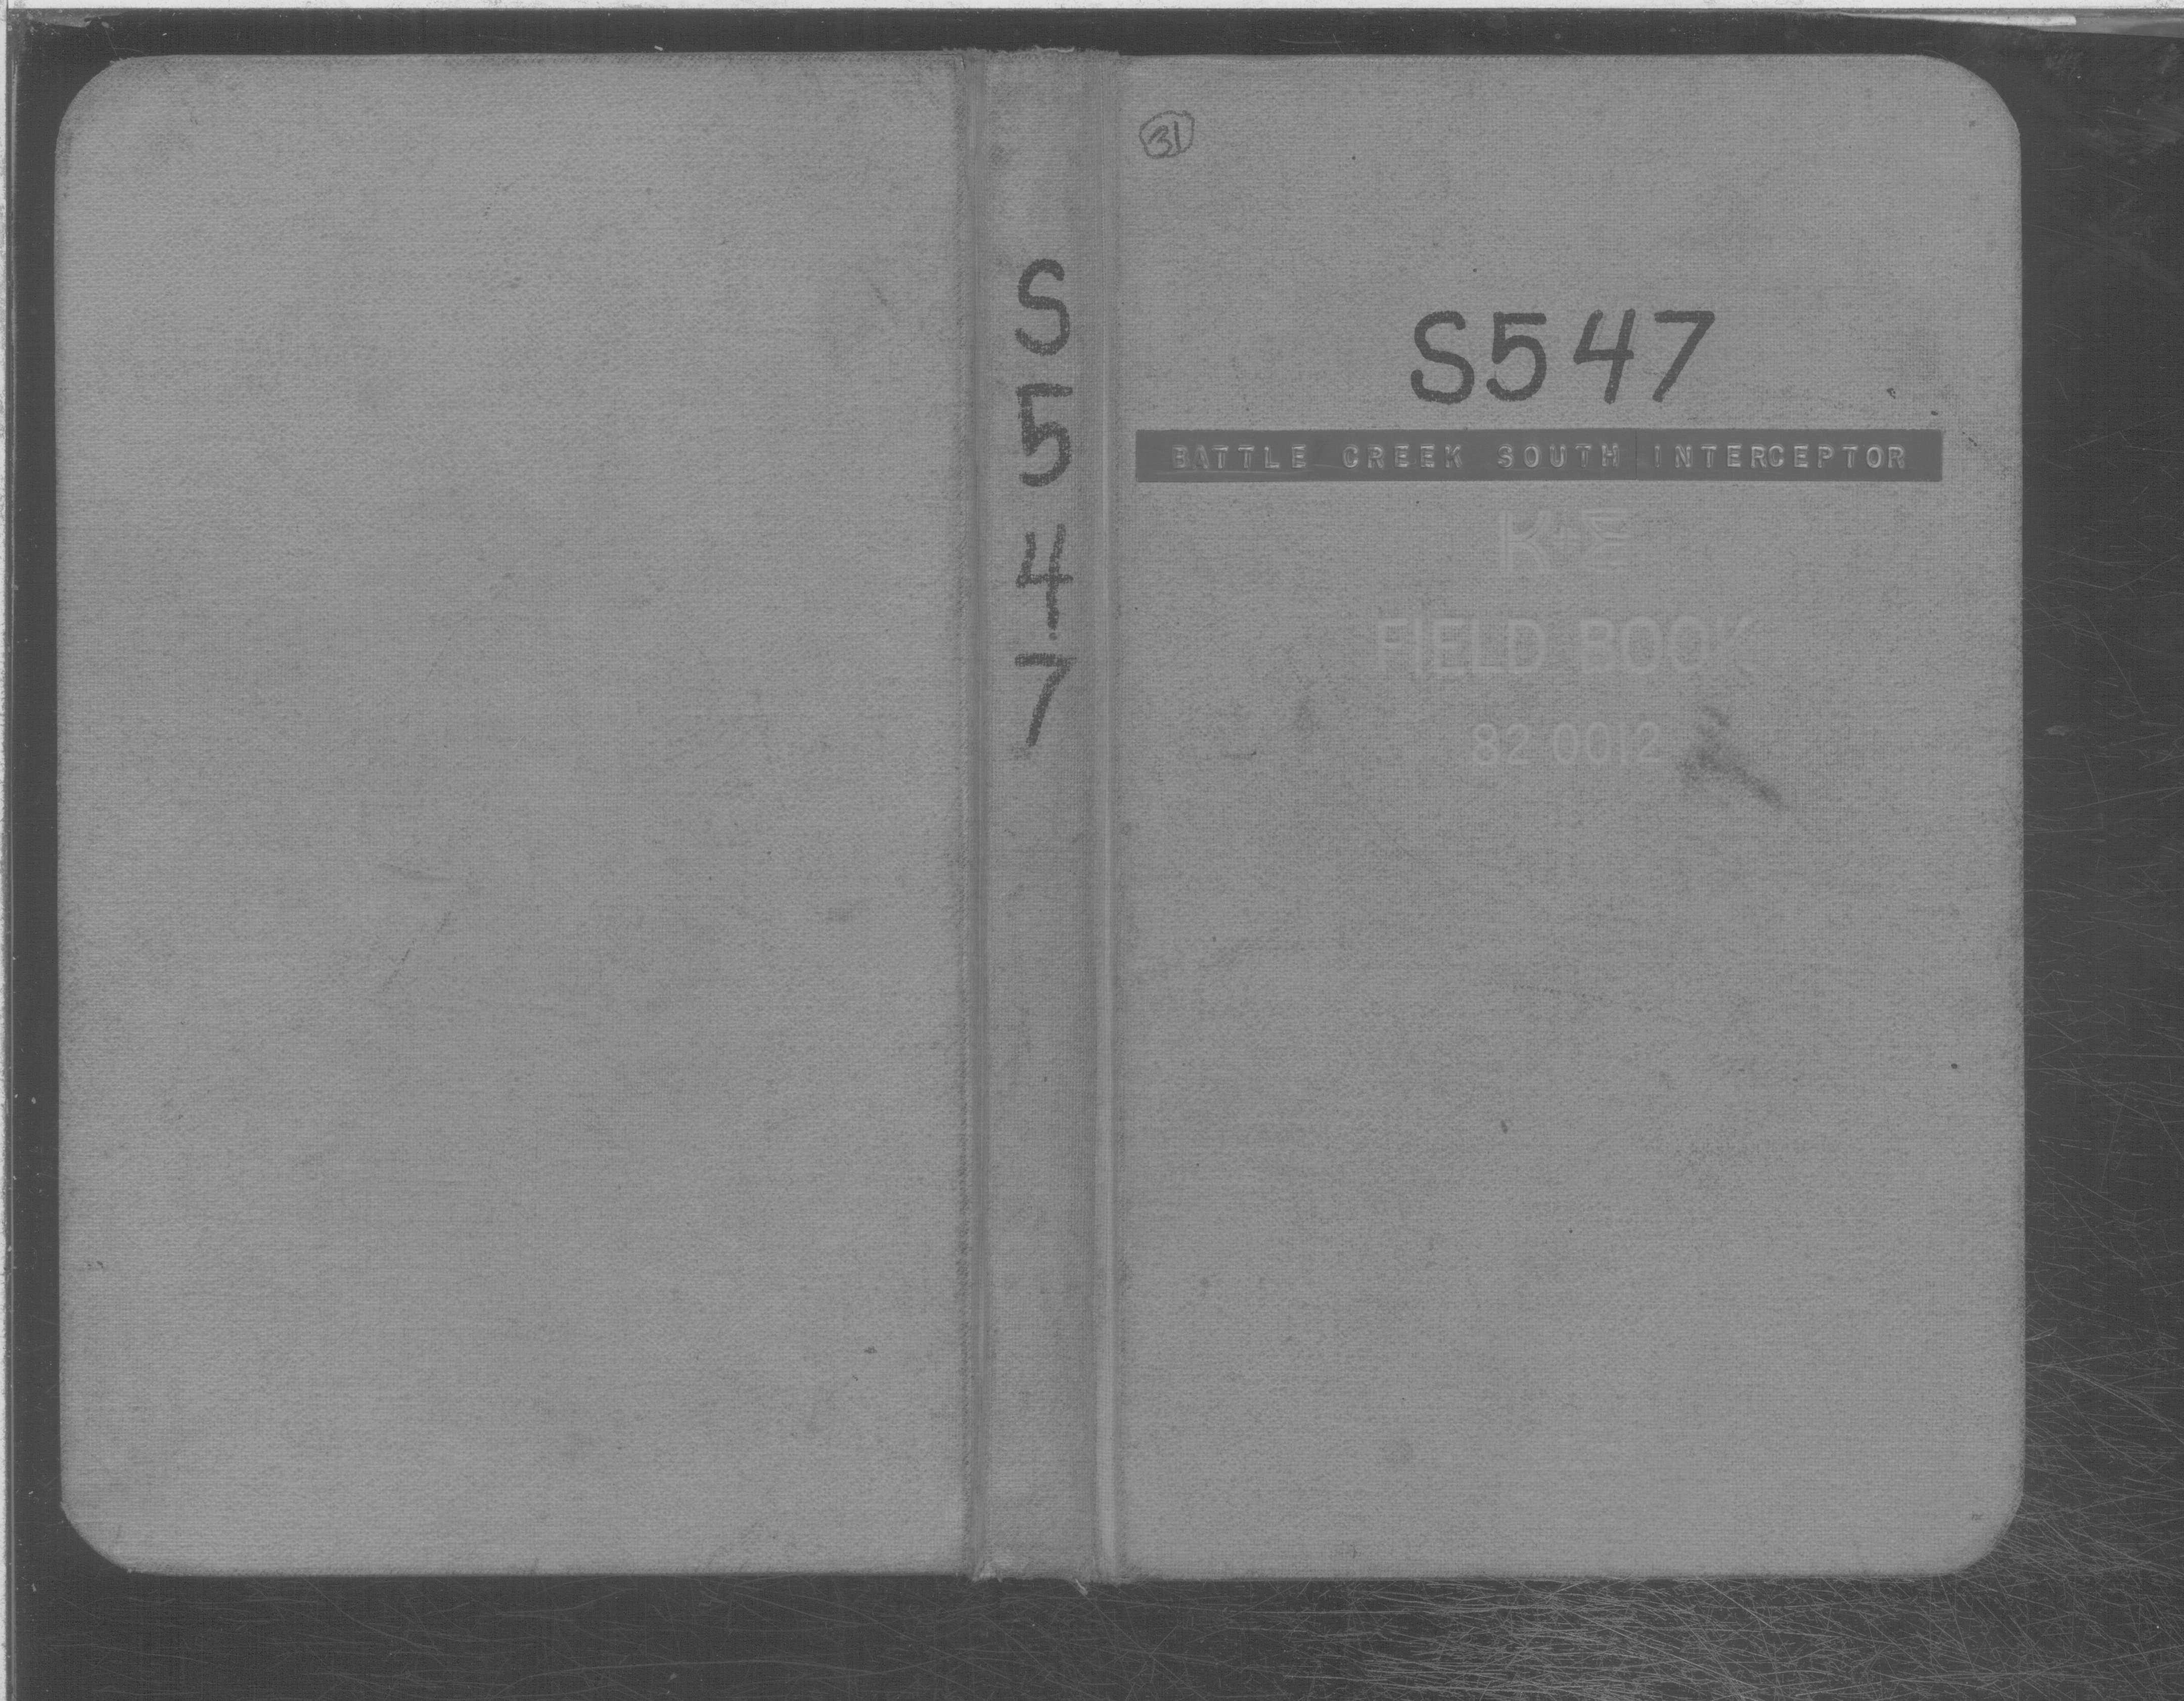 S
5
4
7
31
S547
BATTLE CREEK SOUTH INTERCEPTOR
K+E
FIELD BOOK
82 0012